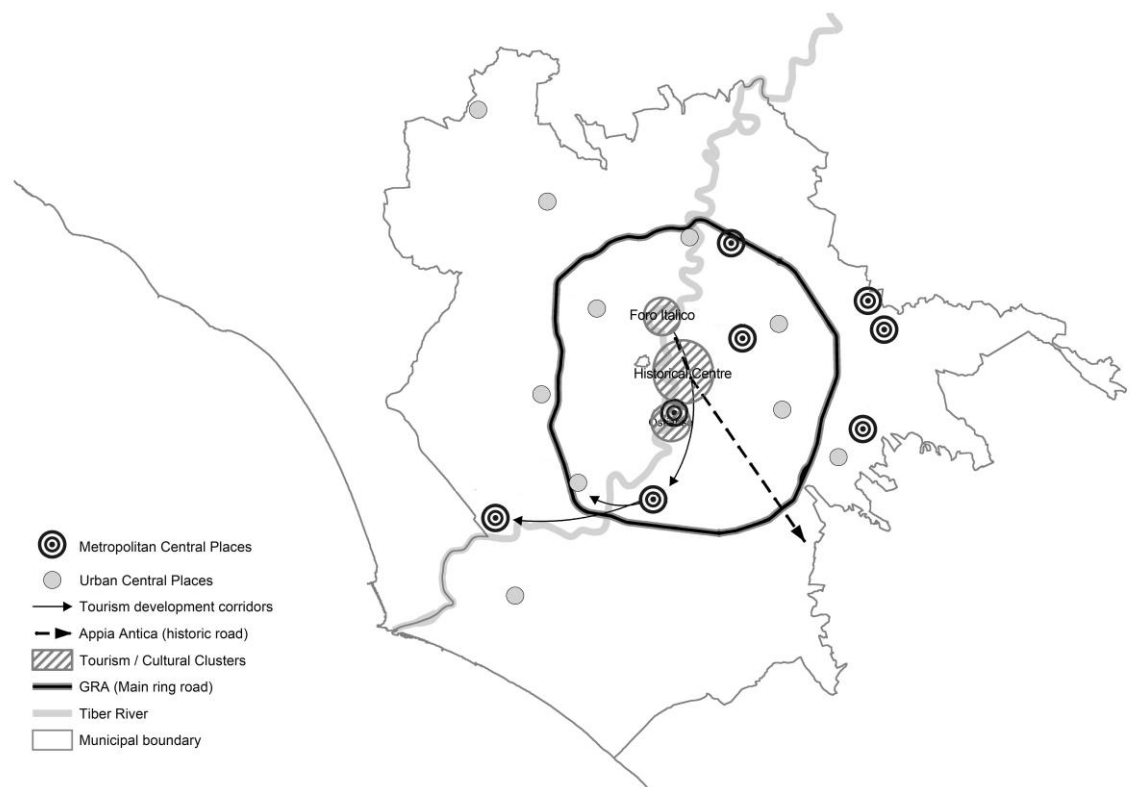 Foro Italico
Historical Centre
Metropolitan Central Places
Urban Central Places
Tourism development corridors
Appia Antica (historic road)
Tourism / Cultural Clusters
GRA (Main ring road)
Tiber River
Municipal boundary